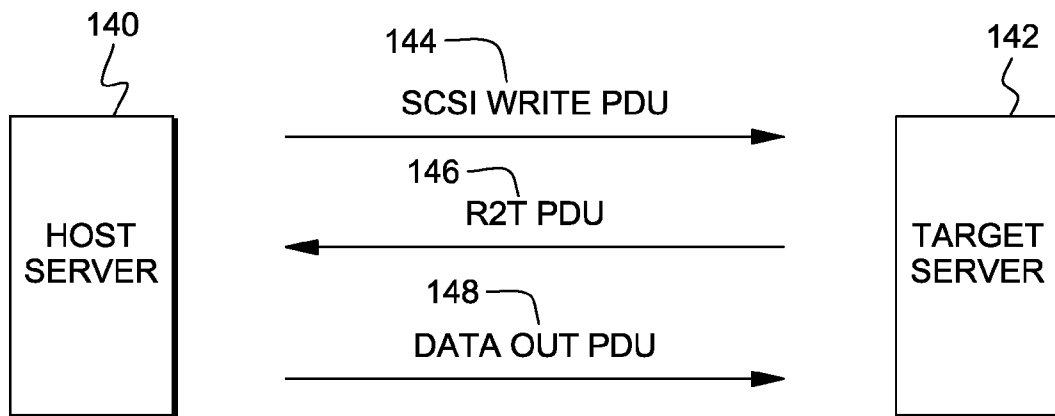 140
144
142
SCSI WRITE PDU
146
R2T PDU
HOST
SERVER
TARGET
SERVER
148
DATA OUT PDU